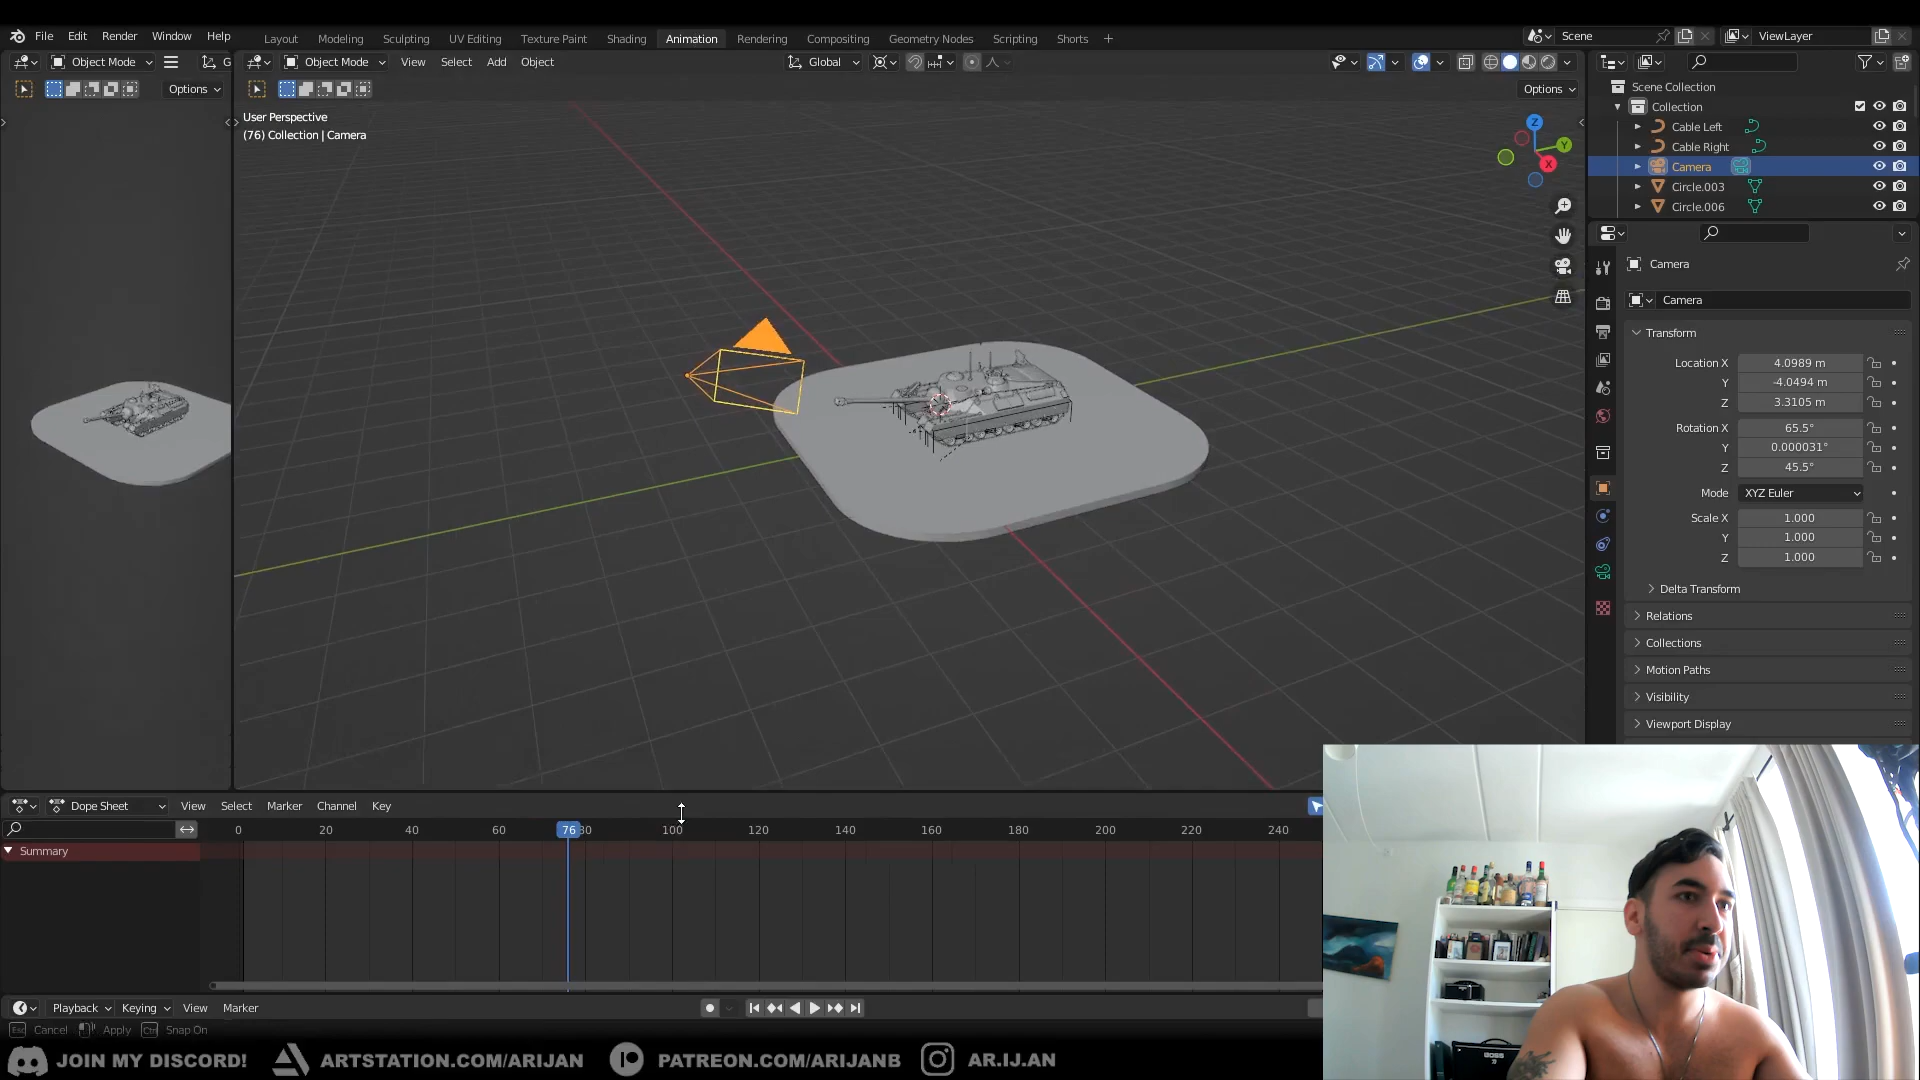 File Edit Render Window Help
Layout Modeling Sculpting UV Editing Texture Paint Shading Animation Rendering Compositing Geometry Nodes Scripting Shorts +
Scene
ViewLayer
Object Mode
G
Options
Object Mode View Select Add Object
Global
Options
User Perspective
(76) Collection | Camera
Z
Y
X
Scene Collection
Collection
Cable Left
Cable Right
Camera
Circle.003
Circle.006
Camera
Camera
Transform
Location X 4.0989 m
Y -4.0494 m
Z 3.3105 m
Rotation X 65.5°
Y 0.000031°
Z 45.5°
Mode XYZ Euler
Scale X 1.000
Y 1.000
Z 1.000
Delta Transform
Relations
Collections
Motion Paths
Visibility
Viewport Display
Dope Sheet View Select Marker Channel Key
0 20 40 60 76 80 100 120 140 160 180 200 220 240
Summary
Playback Keying View Marker
Esc Cancel Apply Ctrl Snap On
JOIN MY DISCORD! ARTSTATION.COM/ARIJAN PATREON.COM/ARIJANB AR.IJ.AN
BOSS